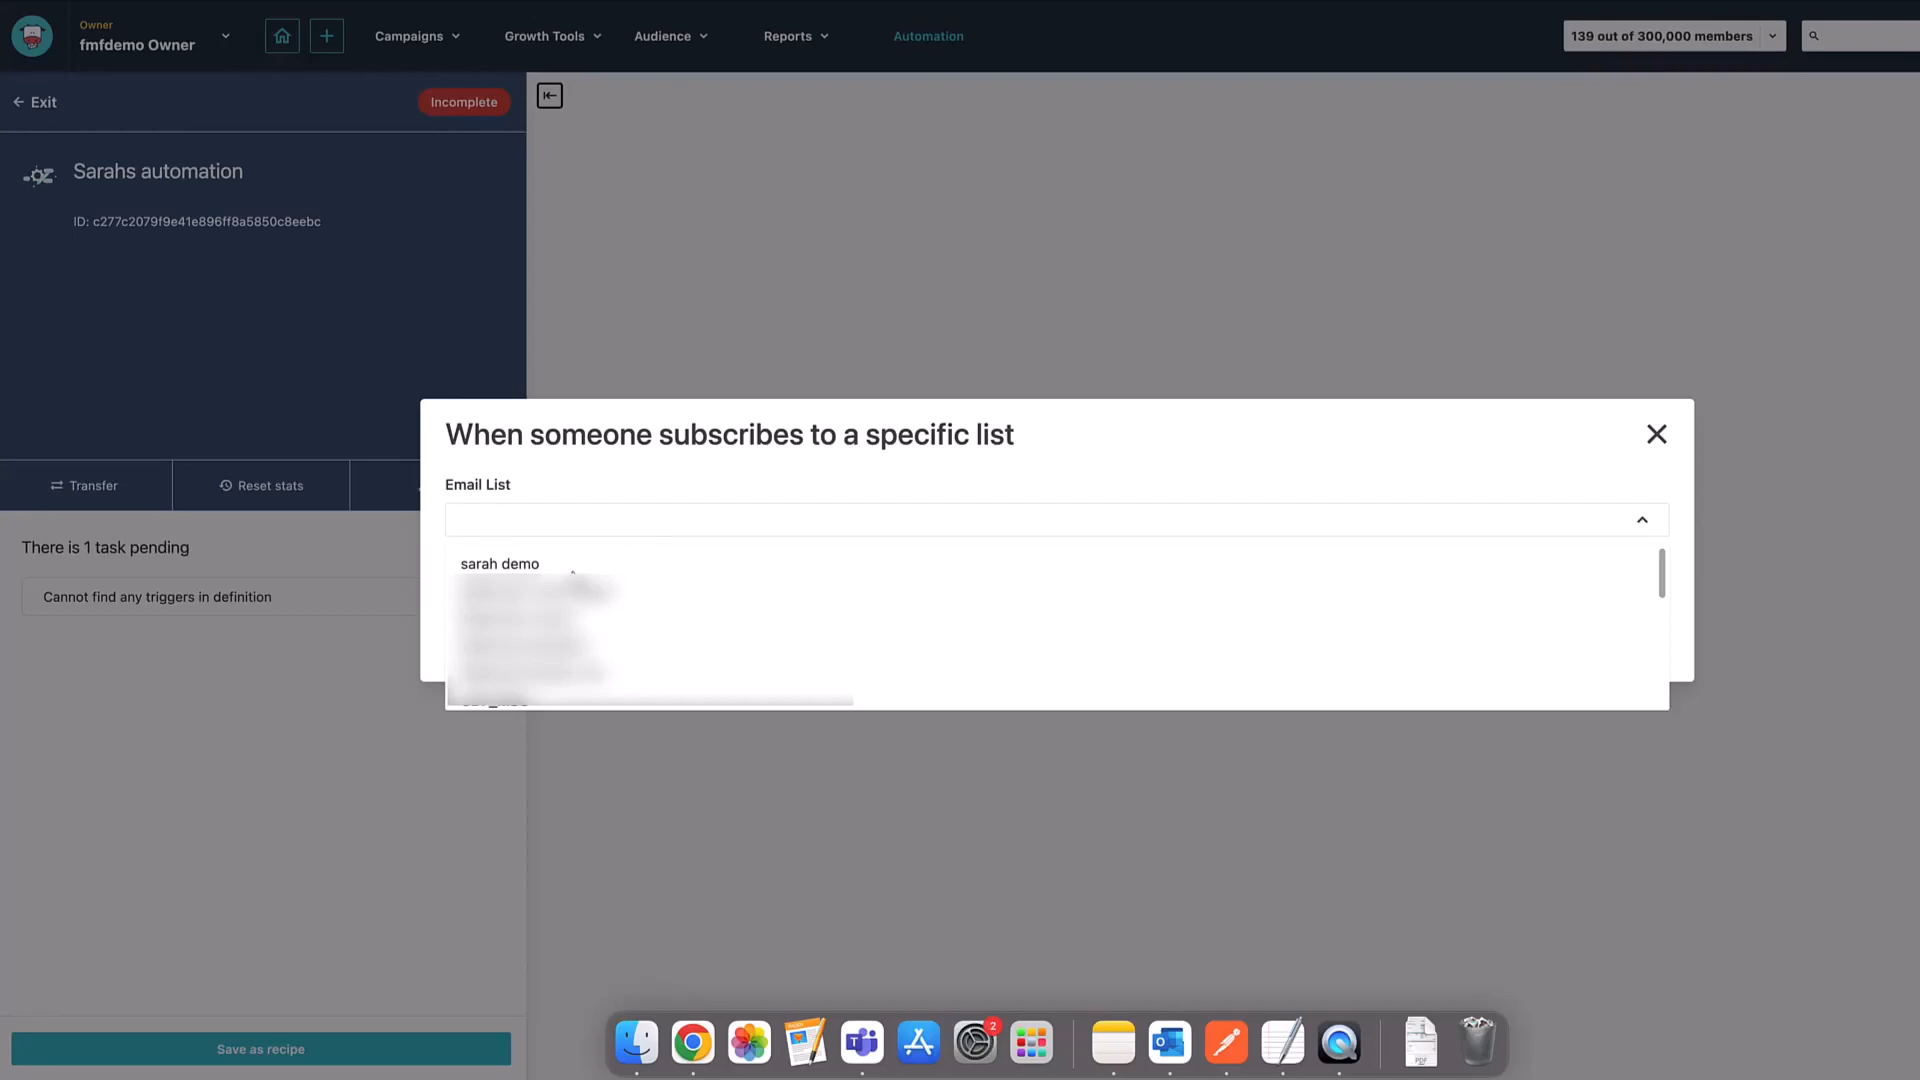 Owner
fmfdemo Owner
Campaigns
Growth Tools
Audience
Reports
Automation
139 out of 300,000 members
Exit
Incomplete
Sarahs automation
ID: c277c2079f9e41e896ff8a5850c8eebc
When someone subscribes to a specific list
Email List
Transfer
Reset stats
There is 1 task pending
sarah demo
Cannot find any triggers in definition
Save as recipe
2
PDF